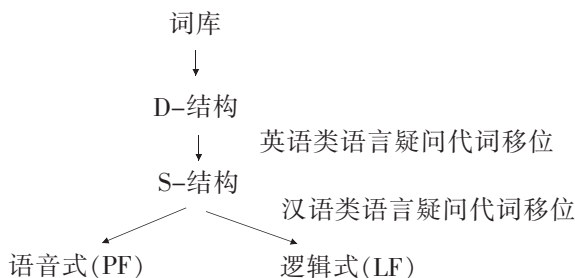 词库
D-结构
英语类语言疑问代词移位
S-结构
汉语类语言疑问代词移位
语音式(PF)
逻辑式(LF)